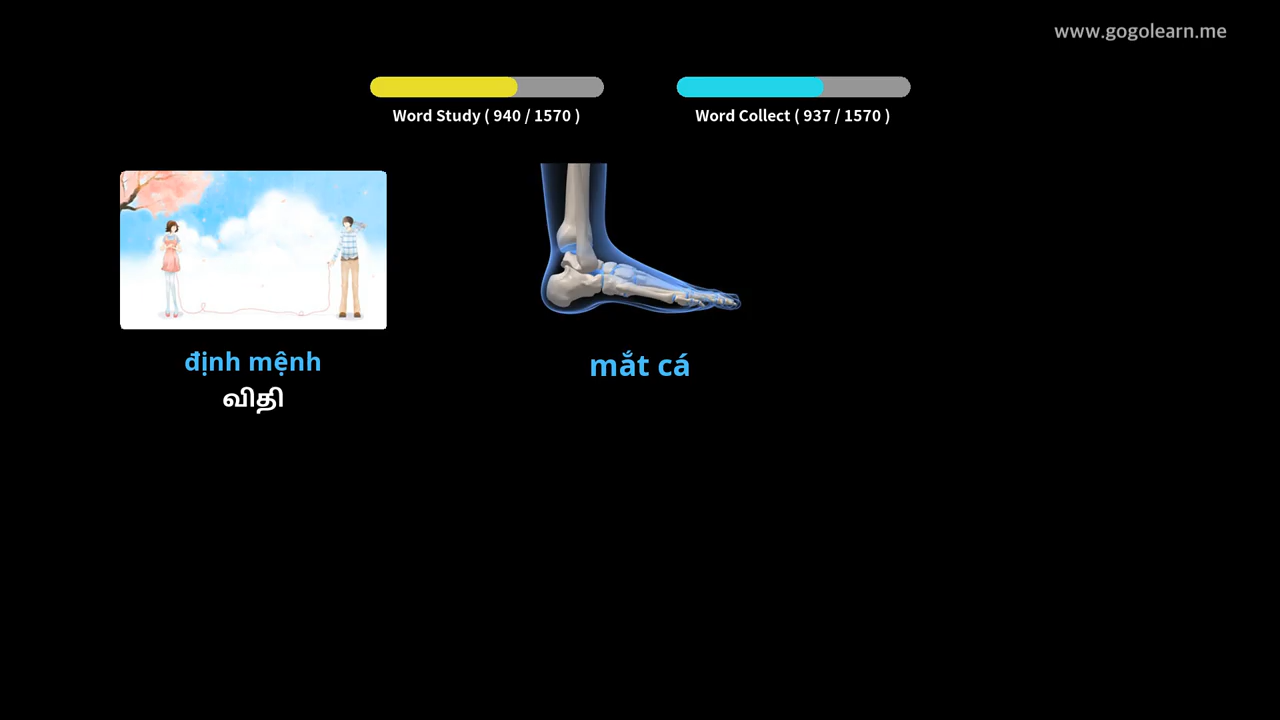 www.gogolearn.me
Word Study ( 940 / 1570 )
Word Collect ( 937 / 1570 )
định mệnh
விதி
mắt cá